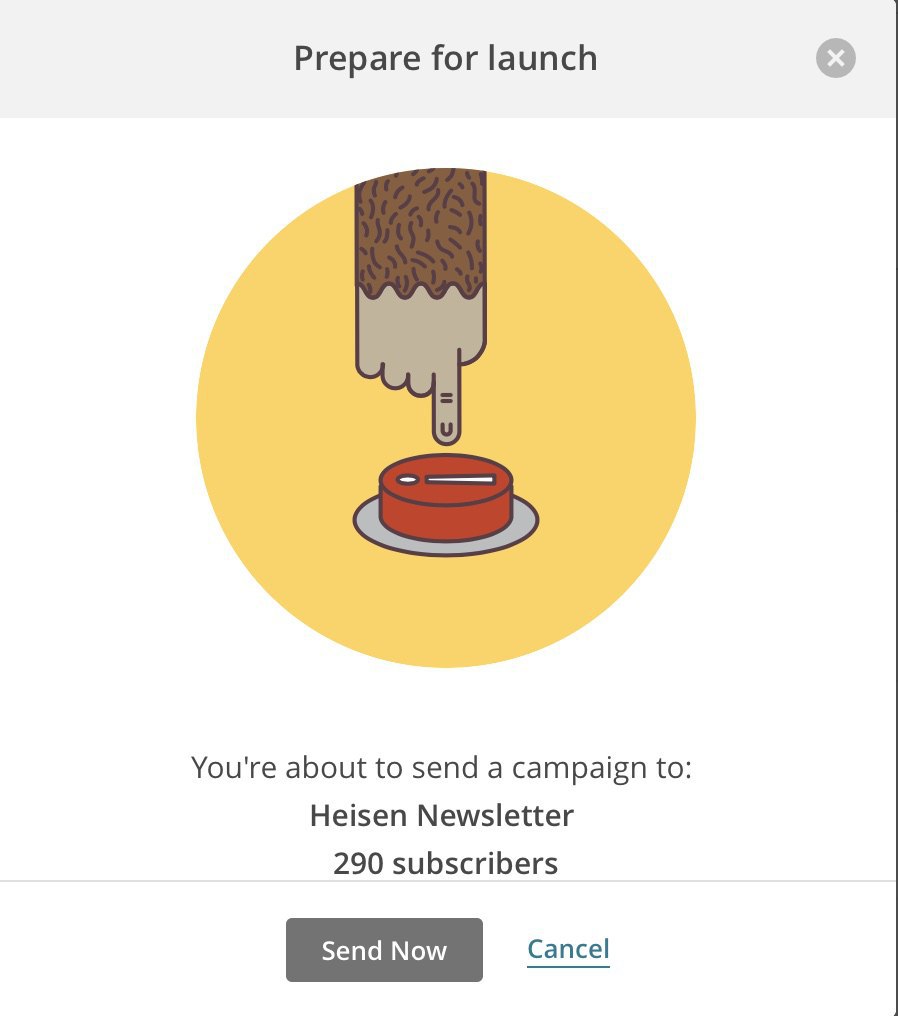 Prepare for launch
You're about to send a campaign to:
Heisen Newsletter
290 subscribers
Send Now
Cancel